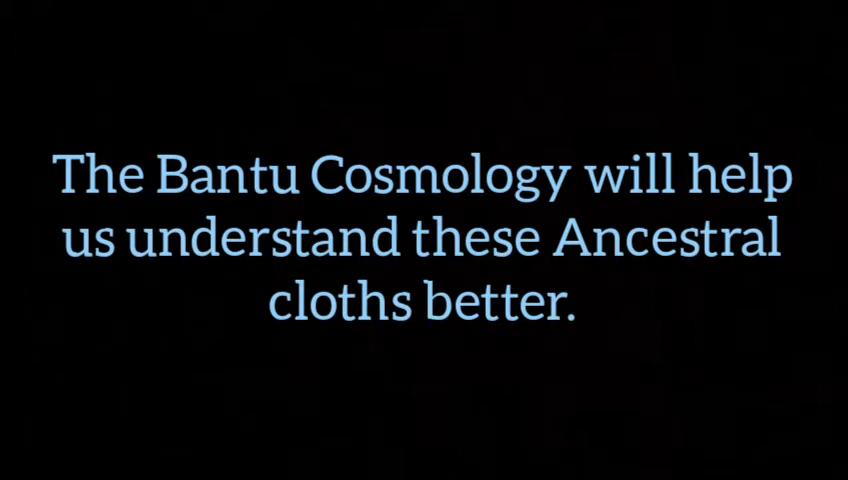 The Bantu Cosmology will help
us understand these Ancestral
cloths better.